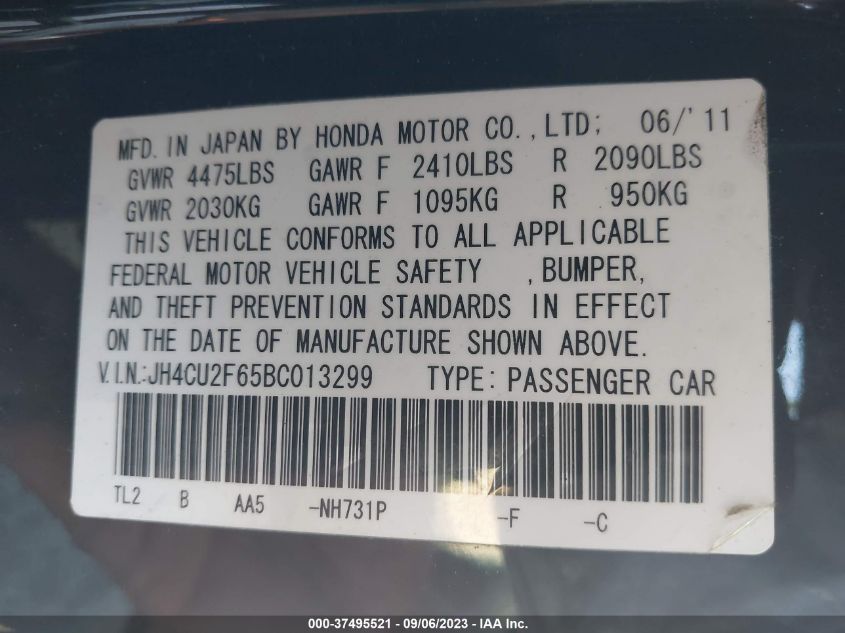 MFD. IN JAPAN BY HONDA MOTOR CO., LTD; 06/'11
GVWR 4475LBS GAWR F 2410LBS R 2090LBS
GVWR 2030KG GAWR F 1095KG R 950KG
THIS VEHICLE CONFORMS TO ALL APPLICABLE
FEDERAL MOTOR VEHICLE SAFETY , BUMPER,
AND THEFT PREVENTION STANDARDS IN EFFECT
ON THE DATE OF MANUFACTURE SHOWN ABOVE.
V.I.N.:JH4CU2F65BC013299 TYPE: PASSENGER CAR
TL2 B AA5 -NH731P -F -C
000-37495521 - 09/06/2023 - © IAA Inc.